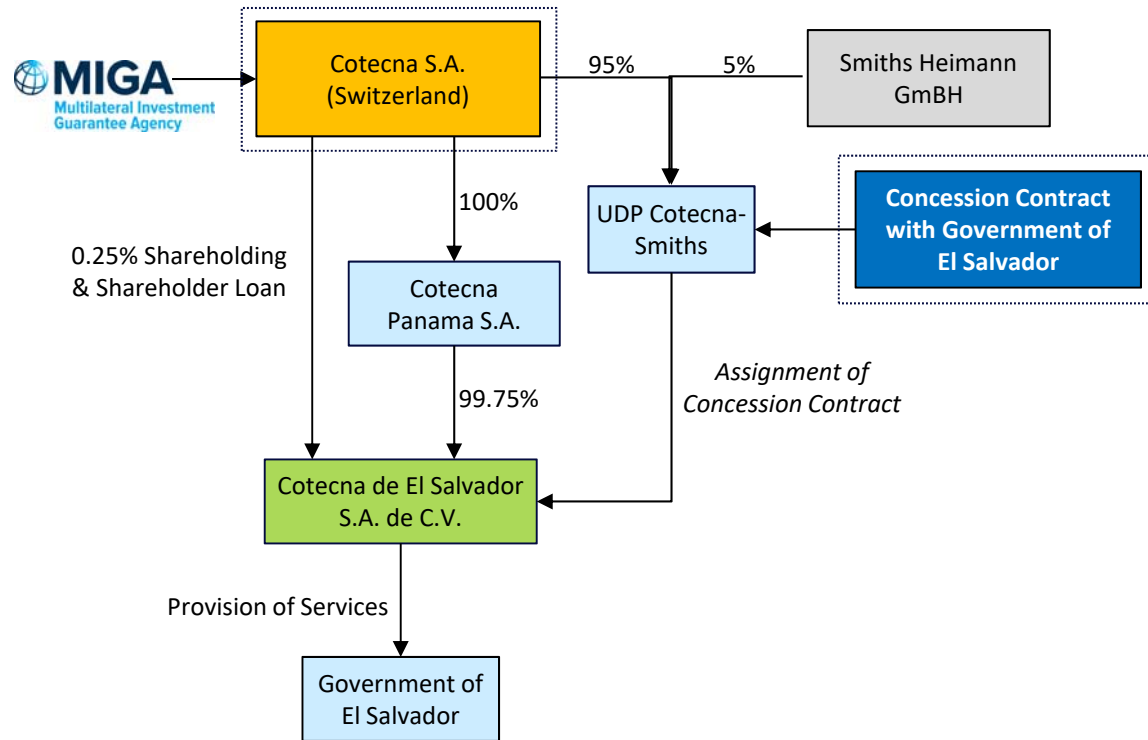 MIGA
Multilateral Investment
Guarantee Agency
Cotecna S.A.
(Switzerland)
95%
5%
Smiths Heimann
GmBH
100%
UDP Cotecna-
Smiths
Concession Contract
with Government of
El Salvador
0.25% Shareholding
& Shareholder Loan
Cotecna
Panama S.A.
99.75%
Assignment of
Concession Contract
Cotecna de El Salvador
S.A. de C.V.
Provision of Services
Government of
El Salvador